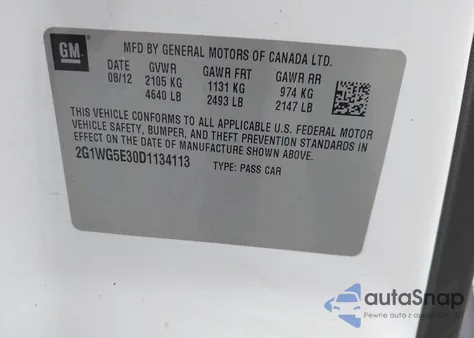 GM
MFD BY GENERAL MOTORS OF CANADA LTD.
DATE GVWR GAWR FRT GAWR RR
08/12 2105 KG 1131 KG 974 KG
4640 LB 2493 LB 2147 LB
THIS VEHICLE CONFORMS TO ALL APPLICABLE U.S. FEDERAL MOTOR
VEHICLE SAFETY, BUMPER, AND THEFT PREVENTION STANDARDS IN
EFFECT ON THE DATE OF MANUFACTURE SHOWN ABOVE.
2G1WG5E30D1134113 TYPE: PASS CAR
autaSnap
Pewne auta z aukcji